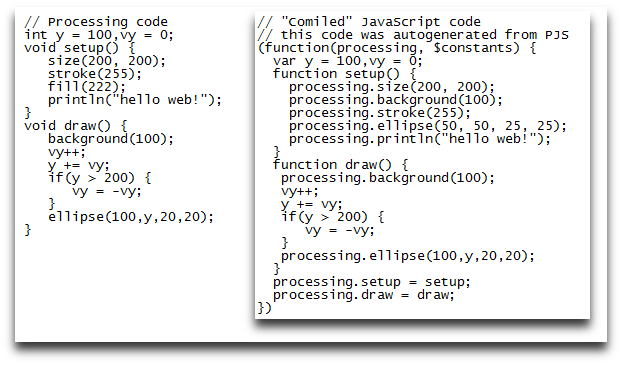 // Processing code
int y = 100,vy = 0;
void setup() {
   size(200, 200);
   stroke(255);
   fill(222);
   println("hello web!");
}
void draw() {
   background(100);
   vy++;
   y += vy;
   if(y > 200) {
      vy = -vy;
   }
   ellipse(100,y,20,20);
}
// "Comiled" JavaScript code
// this code was autogenerated from PJS
(function(processing, $constants) {
  var y = 100,vy = 0;
  function setup() {
    processing.size(200, 200);
    processing.background(100);
    processing.stroke(255);
    processing.ellipse(50, 50, 25, 25);
    processing.println("hello web!");
  }
  function draw() {
   processing.background(100);
   vy++;
   y += vy;
   if(y > 200) {
      vy = -vy;
   }
   processing.ellipse(100,y,20,20);
  }
  processing.setup = setup;
  processing.draw = draw;
})